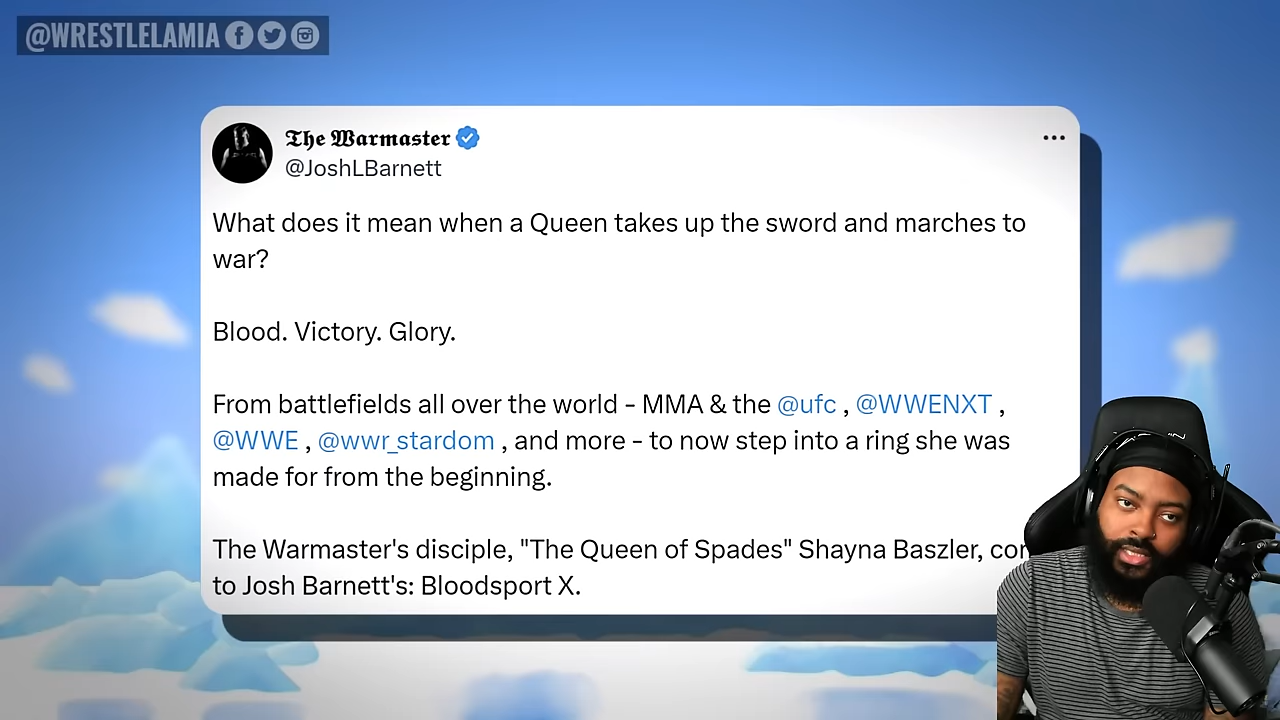 @WRESTLELAMIA
The Warmaster
@JoshLBarnett
What does it mean when a Queen takes up the sword and marches to
war?
Blood. Victory. Glory.
From battlefields all over the world - MMA & the @ufc , @WWENXT ,
@WWE , @wwr_stardom , and more - to now step into a ring she was
made for from the beginning.
The Warmaster's disciple, "The Queen of Spades" Shayna Baszler,
to Josh Barnett's: Bloodsport X.